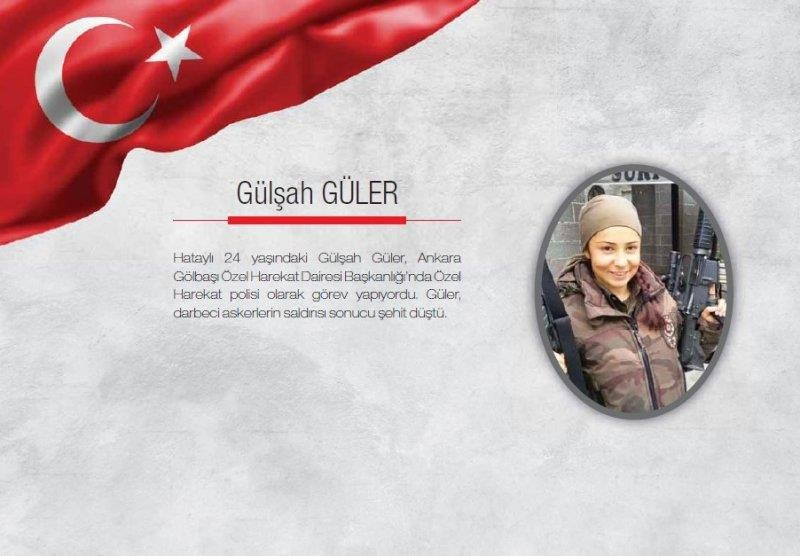 Gülşah GÜLER
Hataylı 24 yaşındaki Gülşah Güler, Ankara
Gölbaşı Özel Harekat Dairesi Başkanlığı'nda Özel
Harekat polisi olarak görev yapıyordu. Güler,
darbeci askerlerin saldırısı sonucu şehit düştü.